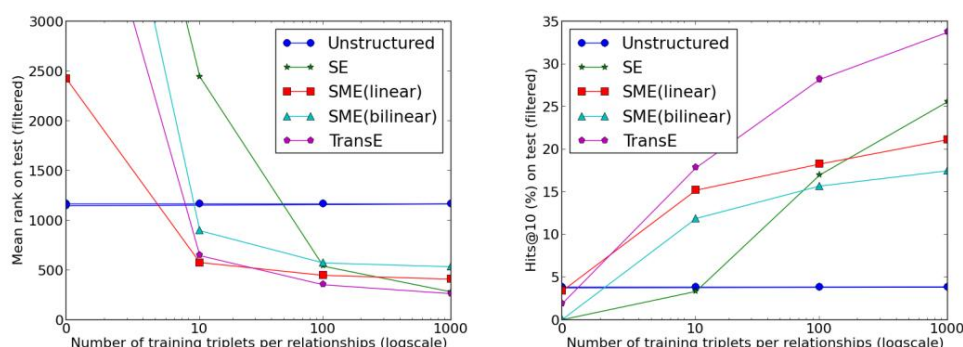 3000
2500
2000
1500
1000
500
0
Mean rank on test (filtered)
Unstructured
SE
SME(linear)
SME(bilinear)
TransE
0 10 100 1000
Number of training triplets per relationships (logscale)
35
30
25
20
15
10
5
0
Hits@10 (%) on test (filtered)
Unstructured
SE
SME(linear)
SME(bilinear)
TransE
0 10 100 1000
Number of training triplets per relationships (logscale)